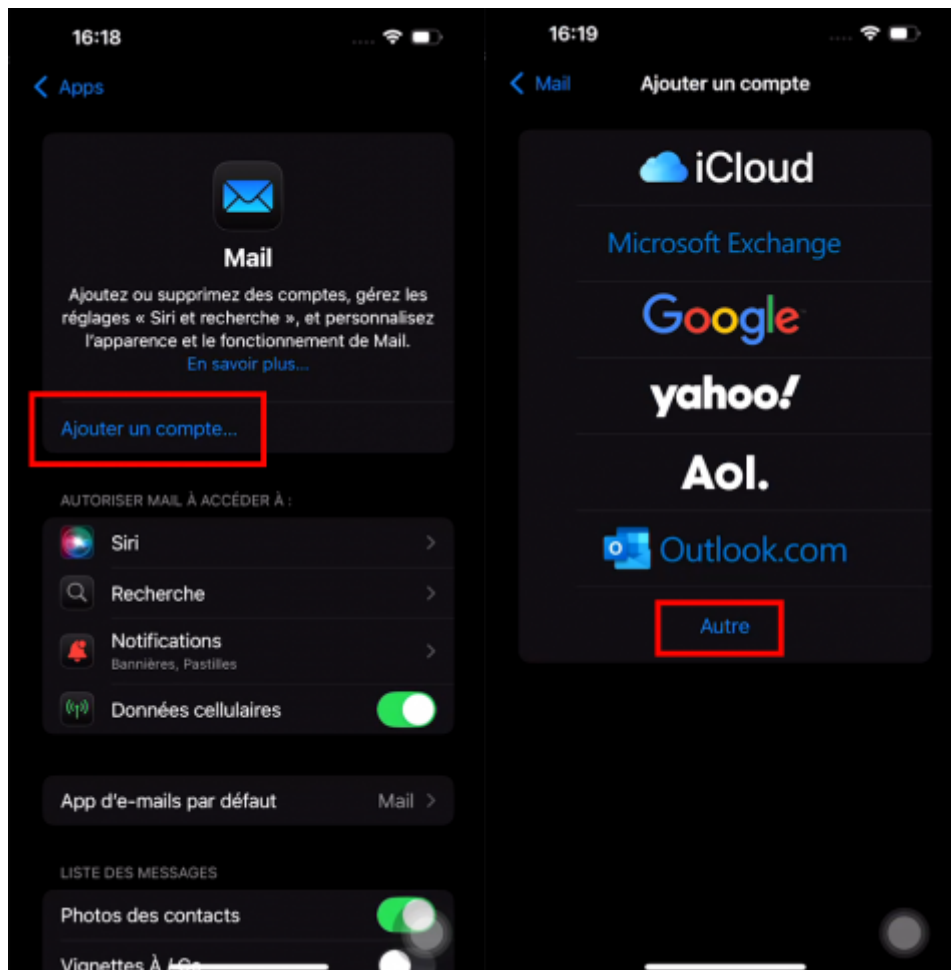 16:18
Apps
Mail
Ajoutez ou supprimez des comptes, gérez les
réglages « Siri et recherche », et personnalisez
l'apparence et le fonctionnement de Mail.
En savoir plus...
Ajouter un compte...
AUTORISER MAIL À ACCÉDER À :
Siri
Recherche
Notifications
Bannières, Pastilles
Données cellulaires
App d'e-mails par défaut
Mail
LISTE DES MESSAGES
Photos des contacts
Vignettes À
16:19
Mail
Ajouter un compte
iCloud
Microsoft Exchange
Google
yahoo!
Aol.
Outlook.com
Autre